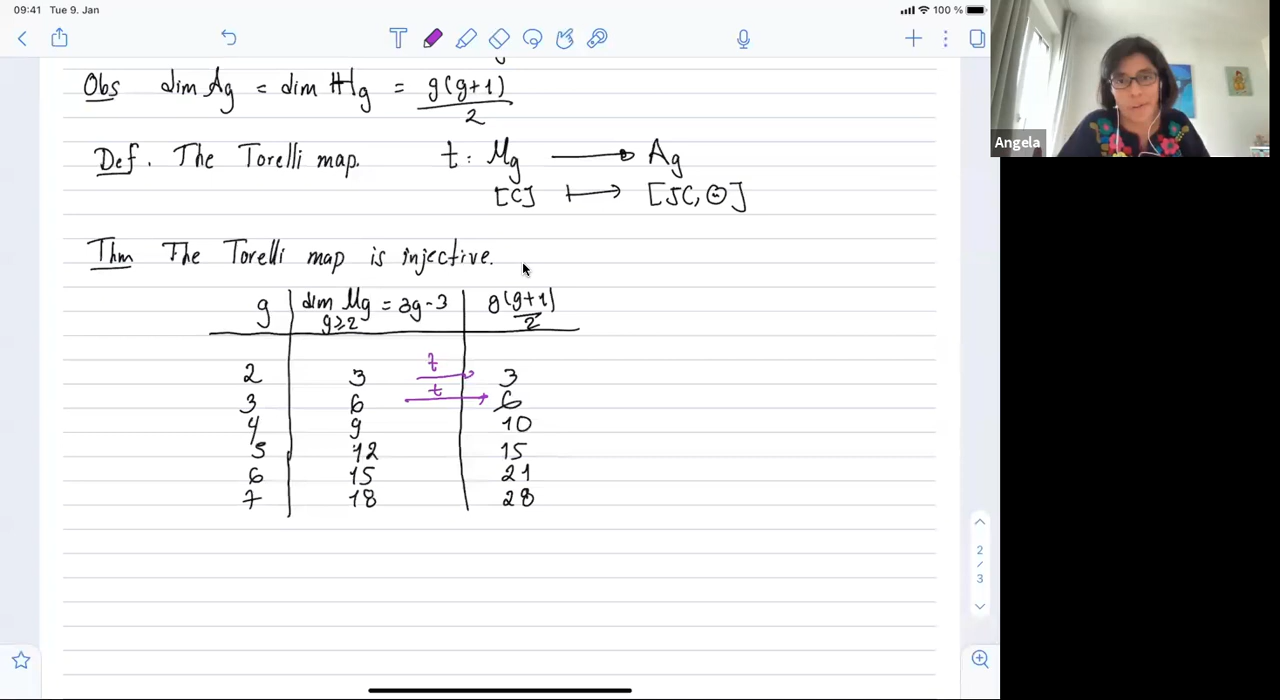 09:41 Tue 9. Jan
100 %
Obs dim Ag = dim Hg = g(g+1)/2
Def. The Torelli map. t: Mg → Ag
[C] ↦ [JC, Θ]
Thm The Torelli map is injective.
g | dim Mg = 3g-3 | g(g+1)/2
g≥2
t
2 3 3
t
3 6 6
4 9 10
5 12 15
6 15 21
7 18 28
Angela
2
/
3